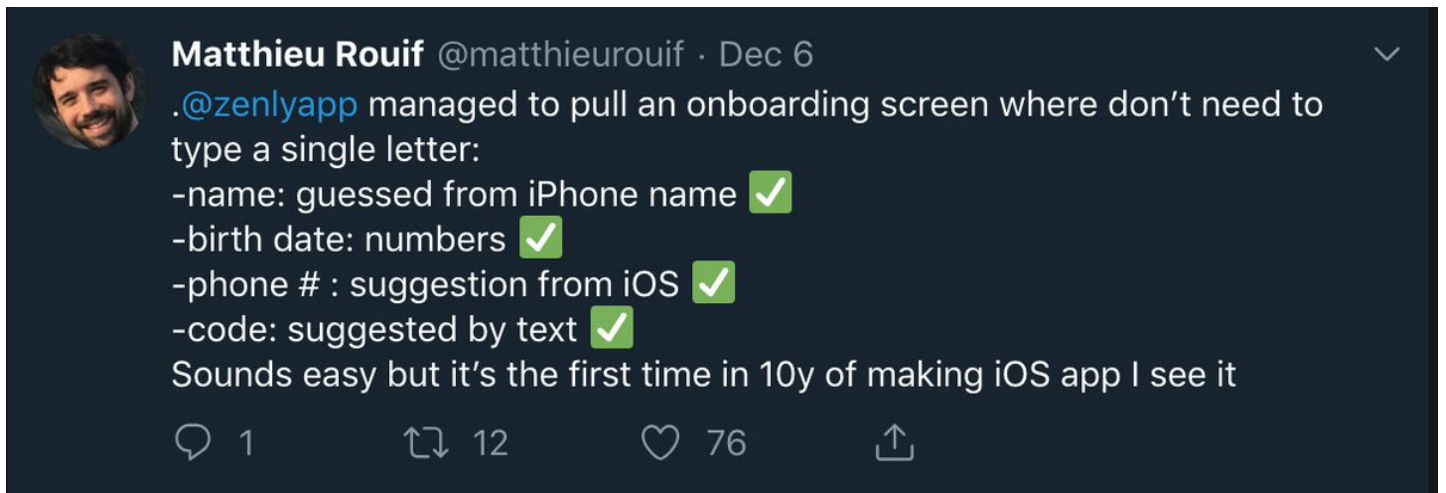 Matthieu Rouif @matthieurouif · Dec 6
.@zenlyapp managed to pull an onboarding screen where don’t need to
type a single letter:
-name: guessed from iPhone name ✅
-birth date: numbers ✅
-phone # : suggestion from iOS ✅
-code: suggested by text ✅
Sounds easy but it’s the first time in 10y of making iOS app I see it
1 12 76